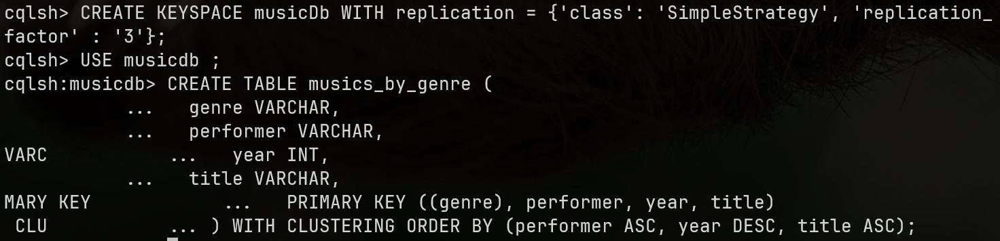 cqlsh> CREATE KEYSPACE musicDb WITH replication = {'class': 'SimpleStrategy', 'replication_
factor' : '3'};
cqlsh> USE musicdb ;
cqlsh:musicdb> CREATE TABLE musics_by_genre (
           ...   genre VARCHAR,
           ...   performer VARCHAR,
VARC           ...   year INT,
           ...   title VARCHAR,
MARY KEY            ...   PRIMARY KEY ((genre), performer, year, title)
 CLU           ... ) WITH CLUSTERING ORDER BY (performer ASC, year DESC, title ASC);